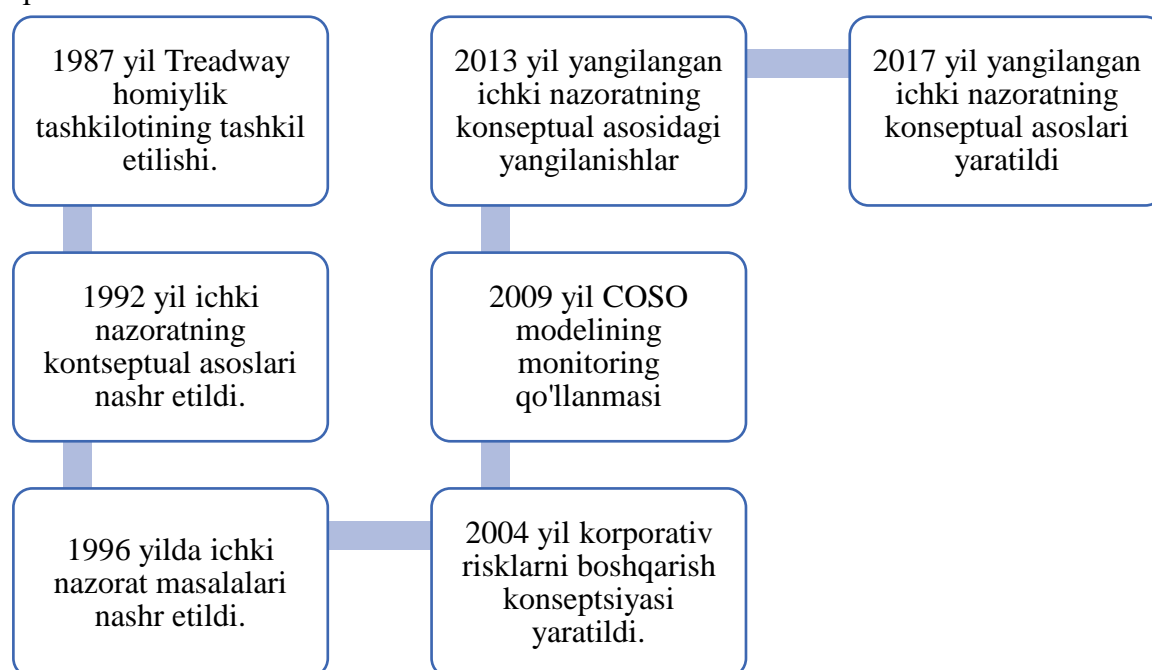 1987 yil Treadway
homiylik
tashkilotining tashkil
etilishi.
1992 yil ichki
nazoratning
kontseptual asoslari
nashr etildi.
1996 yilda ichki
nazorat masalalari
nashr etildi.
2004 yil korporativ
risklarni boshqarish
konseptsiyasi
yaratildi.
2009 yil COSO
modelining
monitoring
qo'llanmasi
2013 yil yangilangan
ichki nazoratning
konseptual asosidagi
yangilanishlar
2017 yil yangilangan
ichki nazoratning
konseptual asoslari
yaratildi